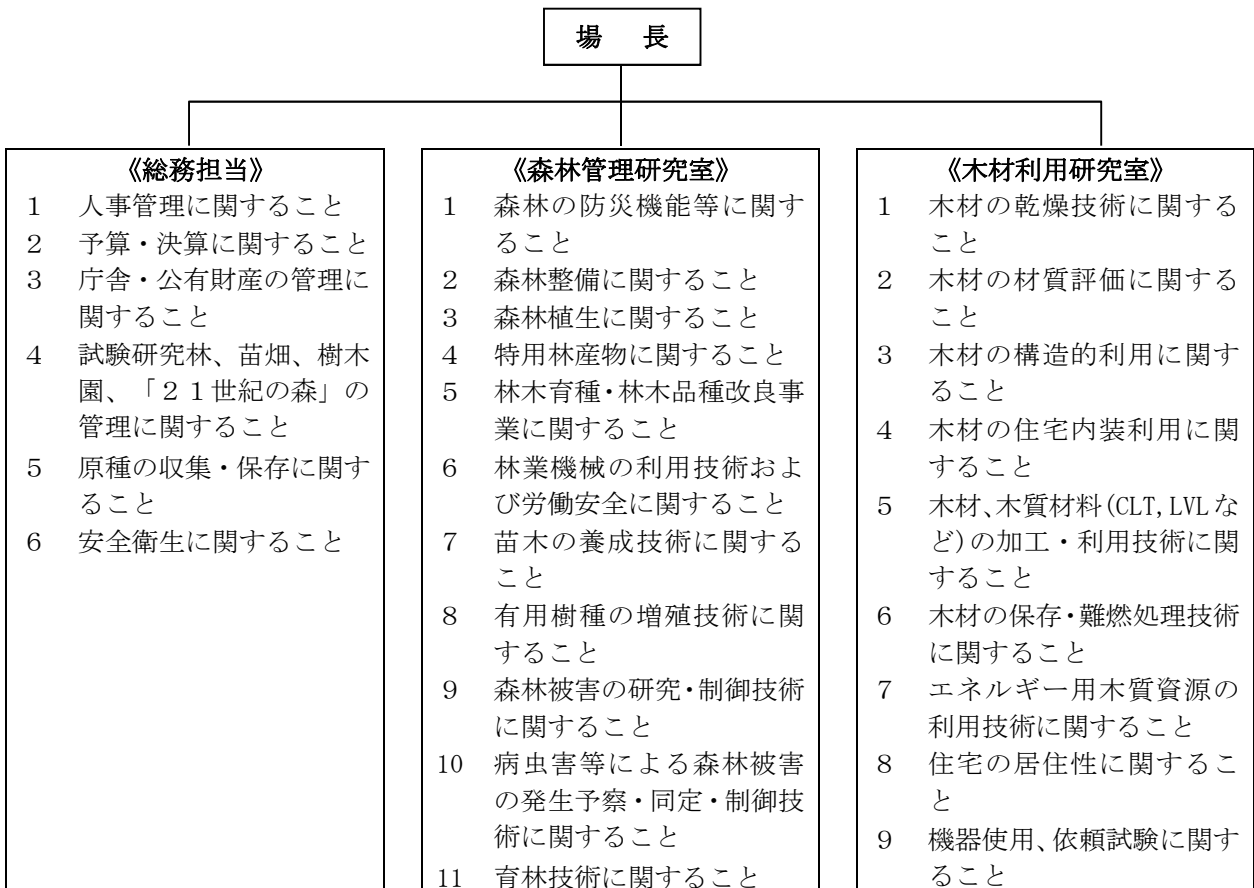 場　長
《総務担当》
1　人事管理に関すること
2　予算・決算に関すること
3　庁舎・公有財産の管理に
関すること
4　試験研究林、苗畑、樹木
園、「２１世紀の森」の
管理に関すること
5　原種の収集・保存に関す
ること
6　安全衛生に関すること
《森林管理研究室》
1　森林の防災機能等に関す
ること
2　森林整備に関すること
3　森林植生に関すること
4　特用林産物に関すること
5　林木育種・林木品種改良事
業に関すること
6　林業機械の利用技術およ
び労働安全に関すること
7　苗木の養成技術に関する
こと
8　有用樹種の増殖技術に関
すること
9　森林被害の研究・制御技術
に関すること
10　病虫害等による森林被害
の発生予察・同定・制御技
術に関すること
11　育林技術に関すること
《木材利用研究室》
1　木材の乾燥技術に関する
こと
2　木材の材質評価に関する
こと
3　木材の構造的利用に関す
ること
4　木材の住宅内装利用に関
すること
5　木材、木質材料(CLT,LVLな
ど)の加工・利用技術に関
すること
6　木材の保存・難燃処理技術
に関すること
7　エネルギー用木質資源の
利用技術に関すること
8　住宅の居住性に関するこ
と
9　機器使用、依頼試験に関す
ること